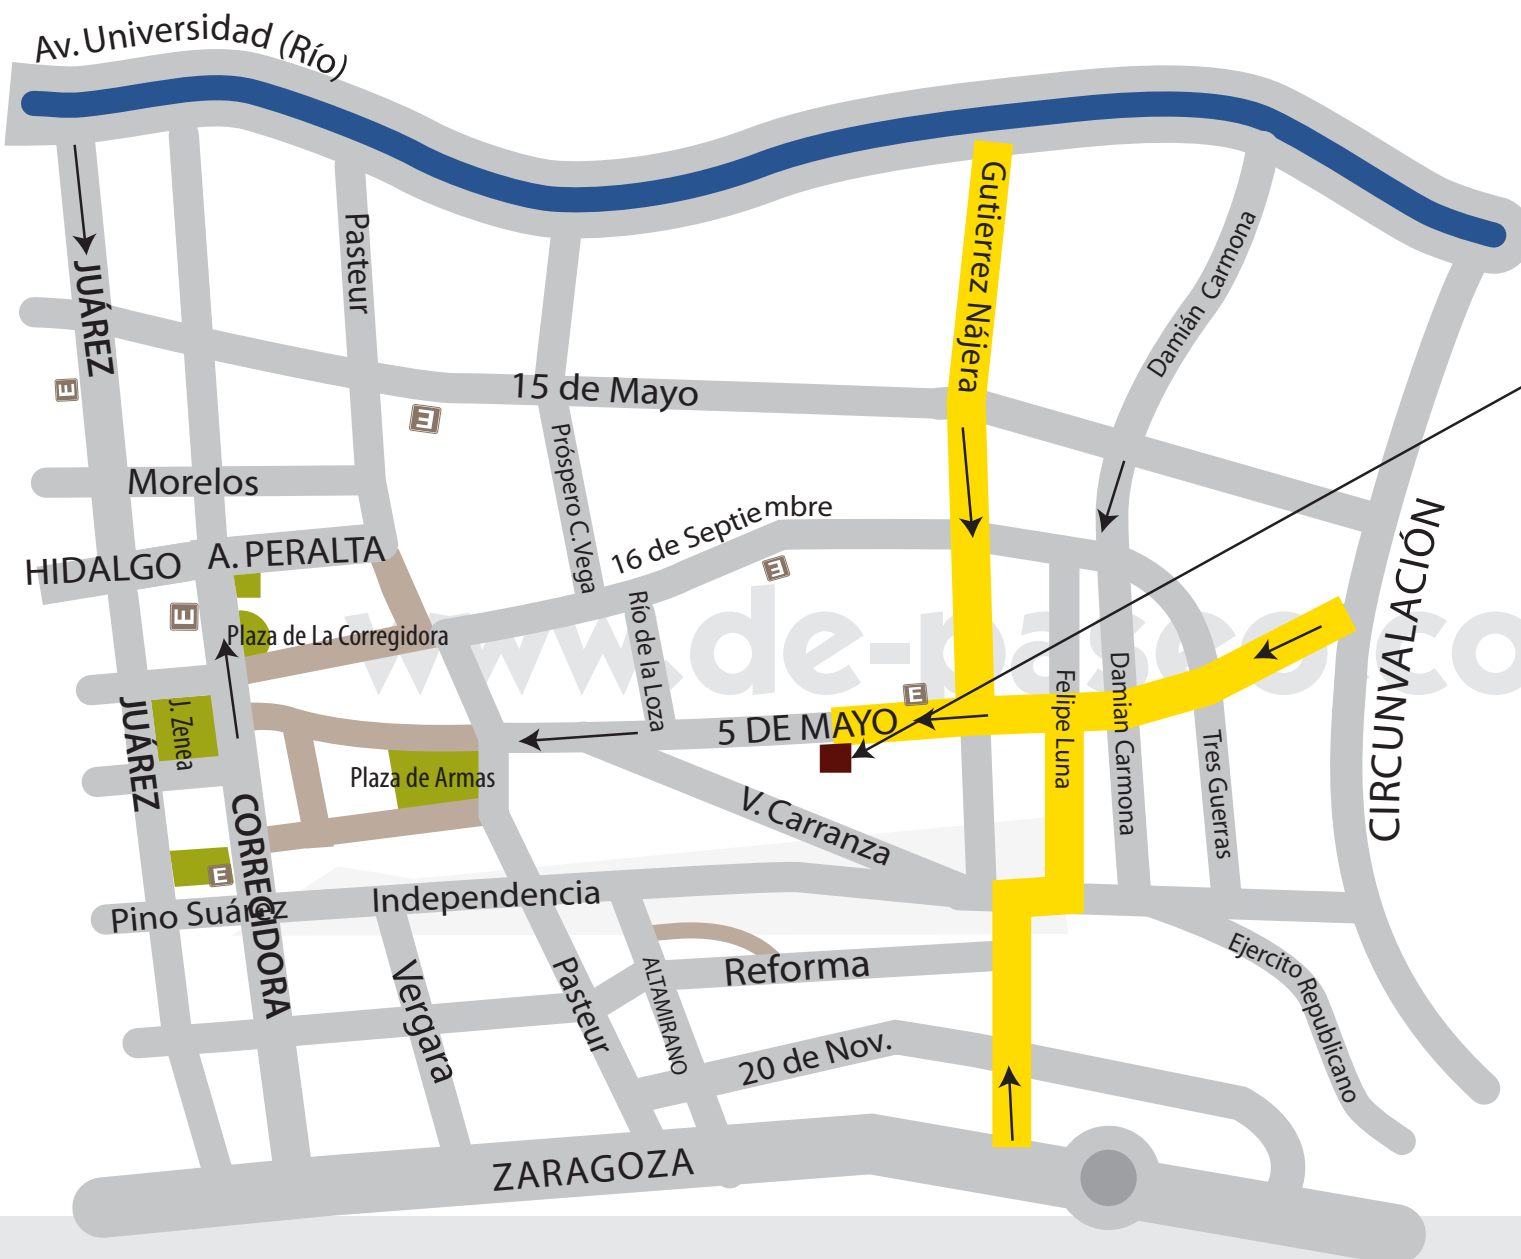 Av. Universidad (Río)
JUÁREZ
Pasteur
Gutierrez Nájera
Damián Carmona
15 de Mayo
E
E
Próspero C. Vega
Morelos
16 de Septiembre
HIDALGO
A. PERALTA
E
CIRCUNVALACIÓN
E
Plaza de La Corregidora
www.de-paseo.co
Río de la Loza
J. Zenea
JUÁREZ
5 DE MAYO
E
Felipe Luna
Damian Carmona
Tres Guerras
Plaza de Armas
V. Carranza
CORREGIDORA
E
Pino Suárez
Independencia
Vergara
Pasteur
ALTAMIRANO
Reforma
Ejercito Republicano
20 de Nov.
ZARAGOZA